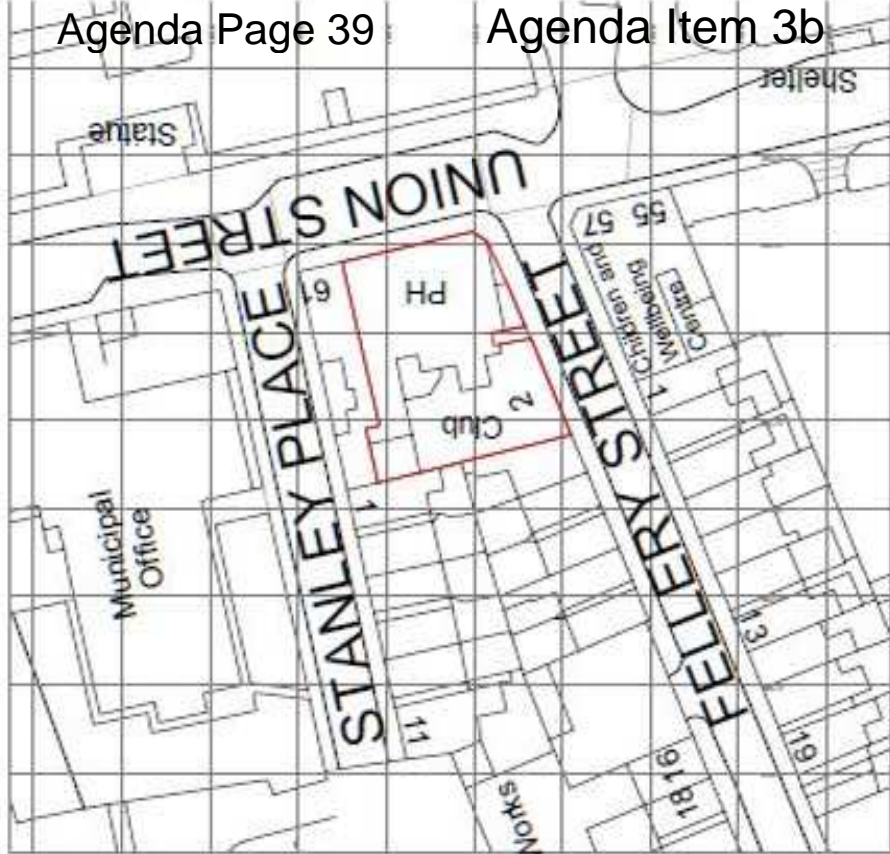 Agenda Page 39
Agenda Item 3b
Shelter
Statue
UNION STREET
55
57
Children and
Wellbeing
Centre
61
PH
STANLEY PLACE
FELLERY STREET
1
2
Club
1
Municipal
Office
13
11
19
18 16
Works